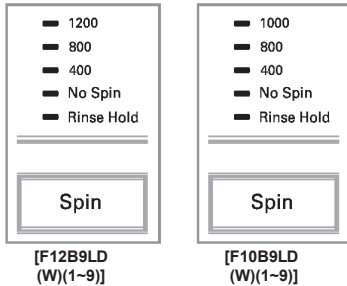 1200
800
400
No Spin
Rinse Hold
Spin
[F12B9LD
(W)(1~9)]
1000
800
400
No Spin
Rinse Hold
Spin
[F10B9LD
(W)(1~9)]